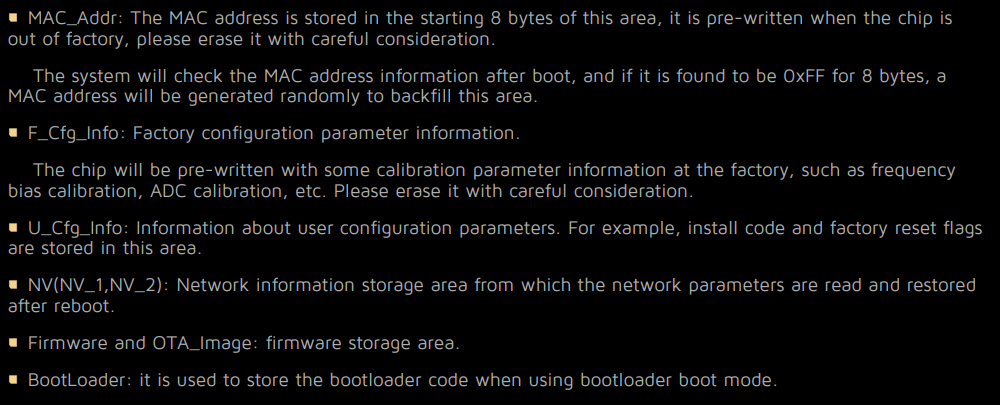 MAC_Addr: The MAC address is stored in the starting 8 bytes of this area, it is pre-written when the chip is
out of factory, please erase it with careful consideration.
The system will check the MAC address information after boot, and if it is found to be 0xFF for 8 bytes, a
MAC address will be generated randomly to backfill this area.
F_Cfg_Info: Factory configuration parameter information.
The chip will be pre-written with some calibration parameter information at the factory, such as frequency
bias calibration, ADC calibration, etc. Please erase it with careful consideration.
U_Cfg_Info: Information about user configuration parameters. For example, install code and factory reset flags
are stored in this area.
NV(NV_1,NV_2): Network information storage area from which the network parameters are read and restored
after reboot.
Firmware and OTA_Image: firmware storage area.
BootLoader: it is used to store the bootloader code when using bootloader boot mode.